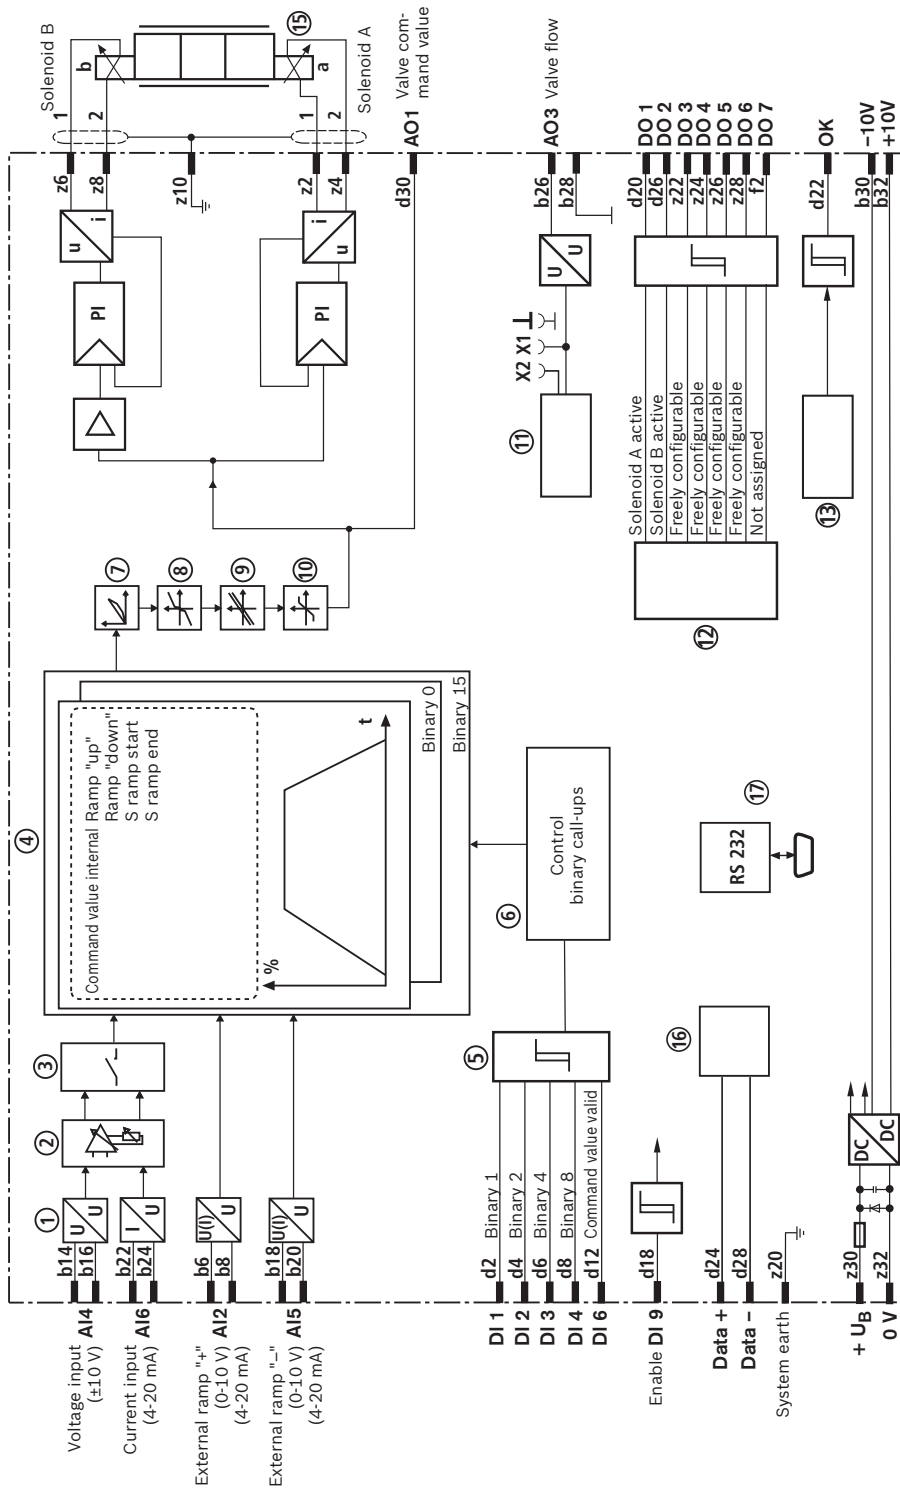 Voltage input
(±10 V)
AI4
b14
b16
U
U
1
Current input
(4-20 mA)
AI6
b22
b24
I
U
2
3
External ramp "+"
(0-10 V)
(4-20 mA)
AI2
b6
b8
U(I)
U
External ramp "–"
(0-10 V)
(4-20 mA)
AI5
b18
b20
U(I)
U
4
Command value internal
Ramp "up"
Ramp "down"
S ramp start
S ramp end
%
t
Binary 0
Binary 15
7
8
9
10
PI
u
i
z6
z8
z10
1
2
Solenoid B
b
15
PI
u
i
z2
z4
1
2
a
Solenoid A
d30
AO1
Valve com-
mand value
DI 1
d2
Binary 1
DI 2
d4
Binary 2
DI 3
d6
Binary 4
DI 4
d8
Binary 8
DI 6
d12
Command value valid
5
6
Control
binary call-ups
11
X2
X1
U
U
b26
b28
AO3
Valve flow
12
Solenoid A active
d20
DO 1
Solenoid B active
d26
DO 2
Freely configurable
z22
DO 3
Freely configurable
z24
DO 4
Freely configurable
z26
DO 5
Freely configurable
z28
DO 6
Not assigned
f2
DO 7
Enable DI 9
d18
Data +
d24
Data –
d28
16
RS 232
17
13
d22
OK
System earth
z20
+ UB
z30
0 V
z32
DC
DC
b30
–10V
b32
+10V